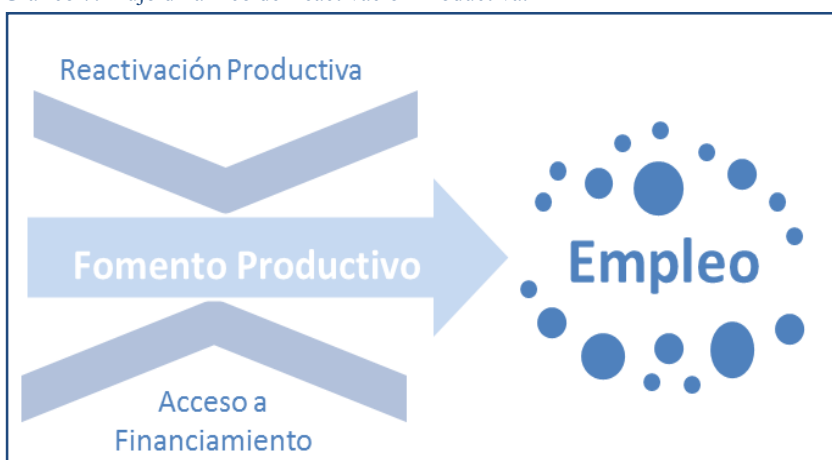 Reactivación Productiva
Fomento Productivo
Empleo
Acceso a
Financiamiento